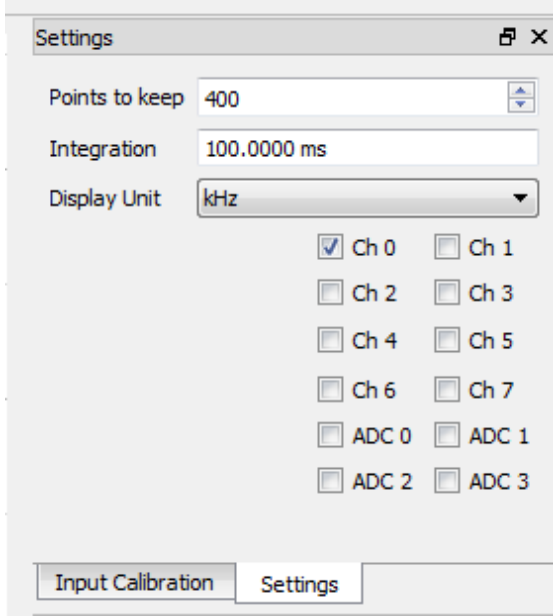 Settings
Points to keep 400
Integration 100.0000 ms
Display Unit kHz
Ch 0 Ch 1
Ch 2 Ch 3
Ch 4 Ch 5
Ch 6 Ch 7
ADC 0 ADC 1
ADC 2 ADC 3
Input Calibration Settings